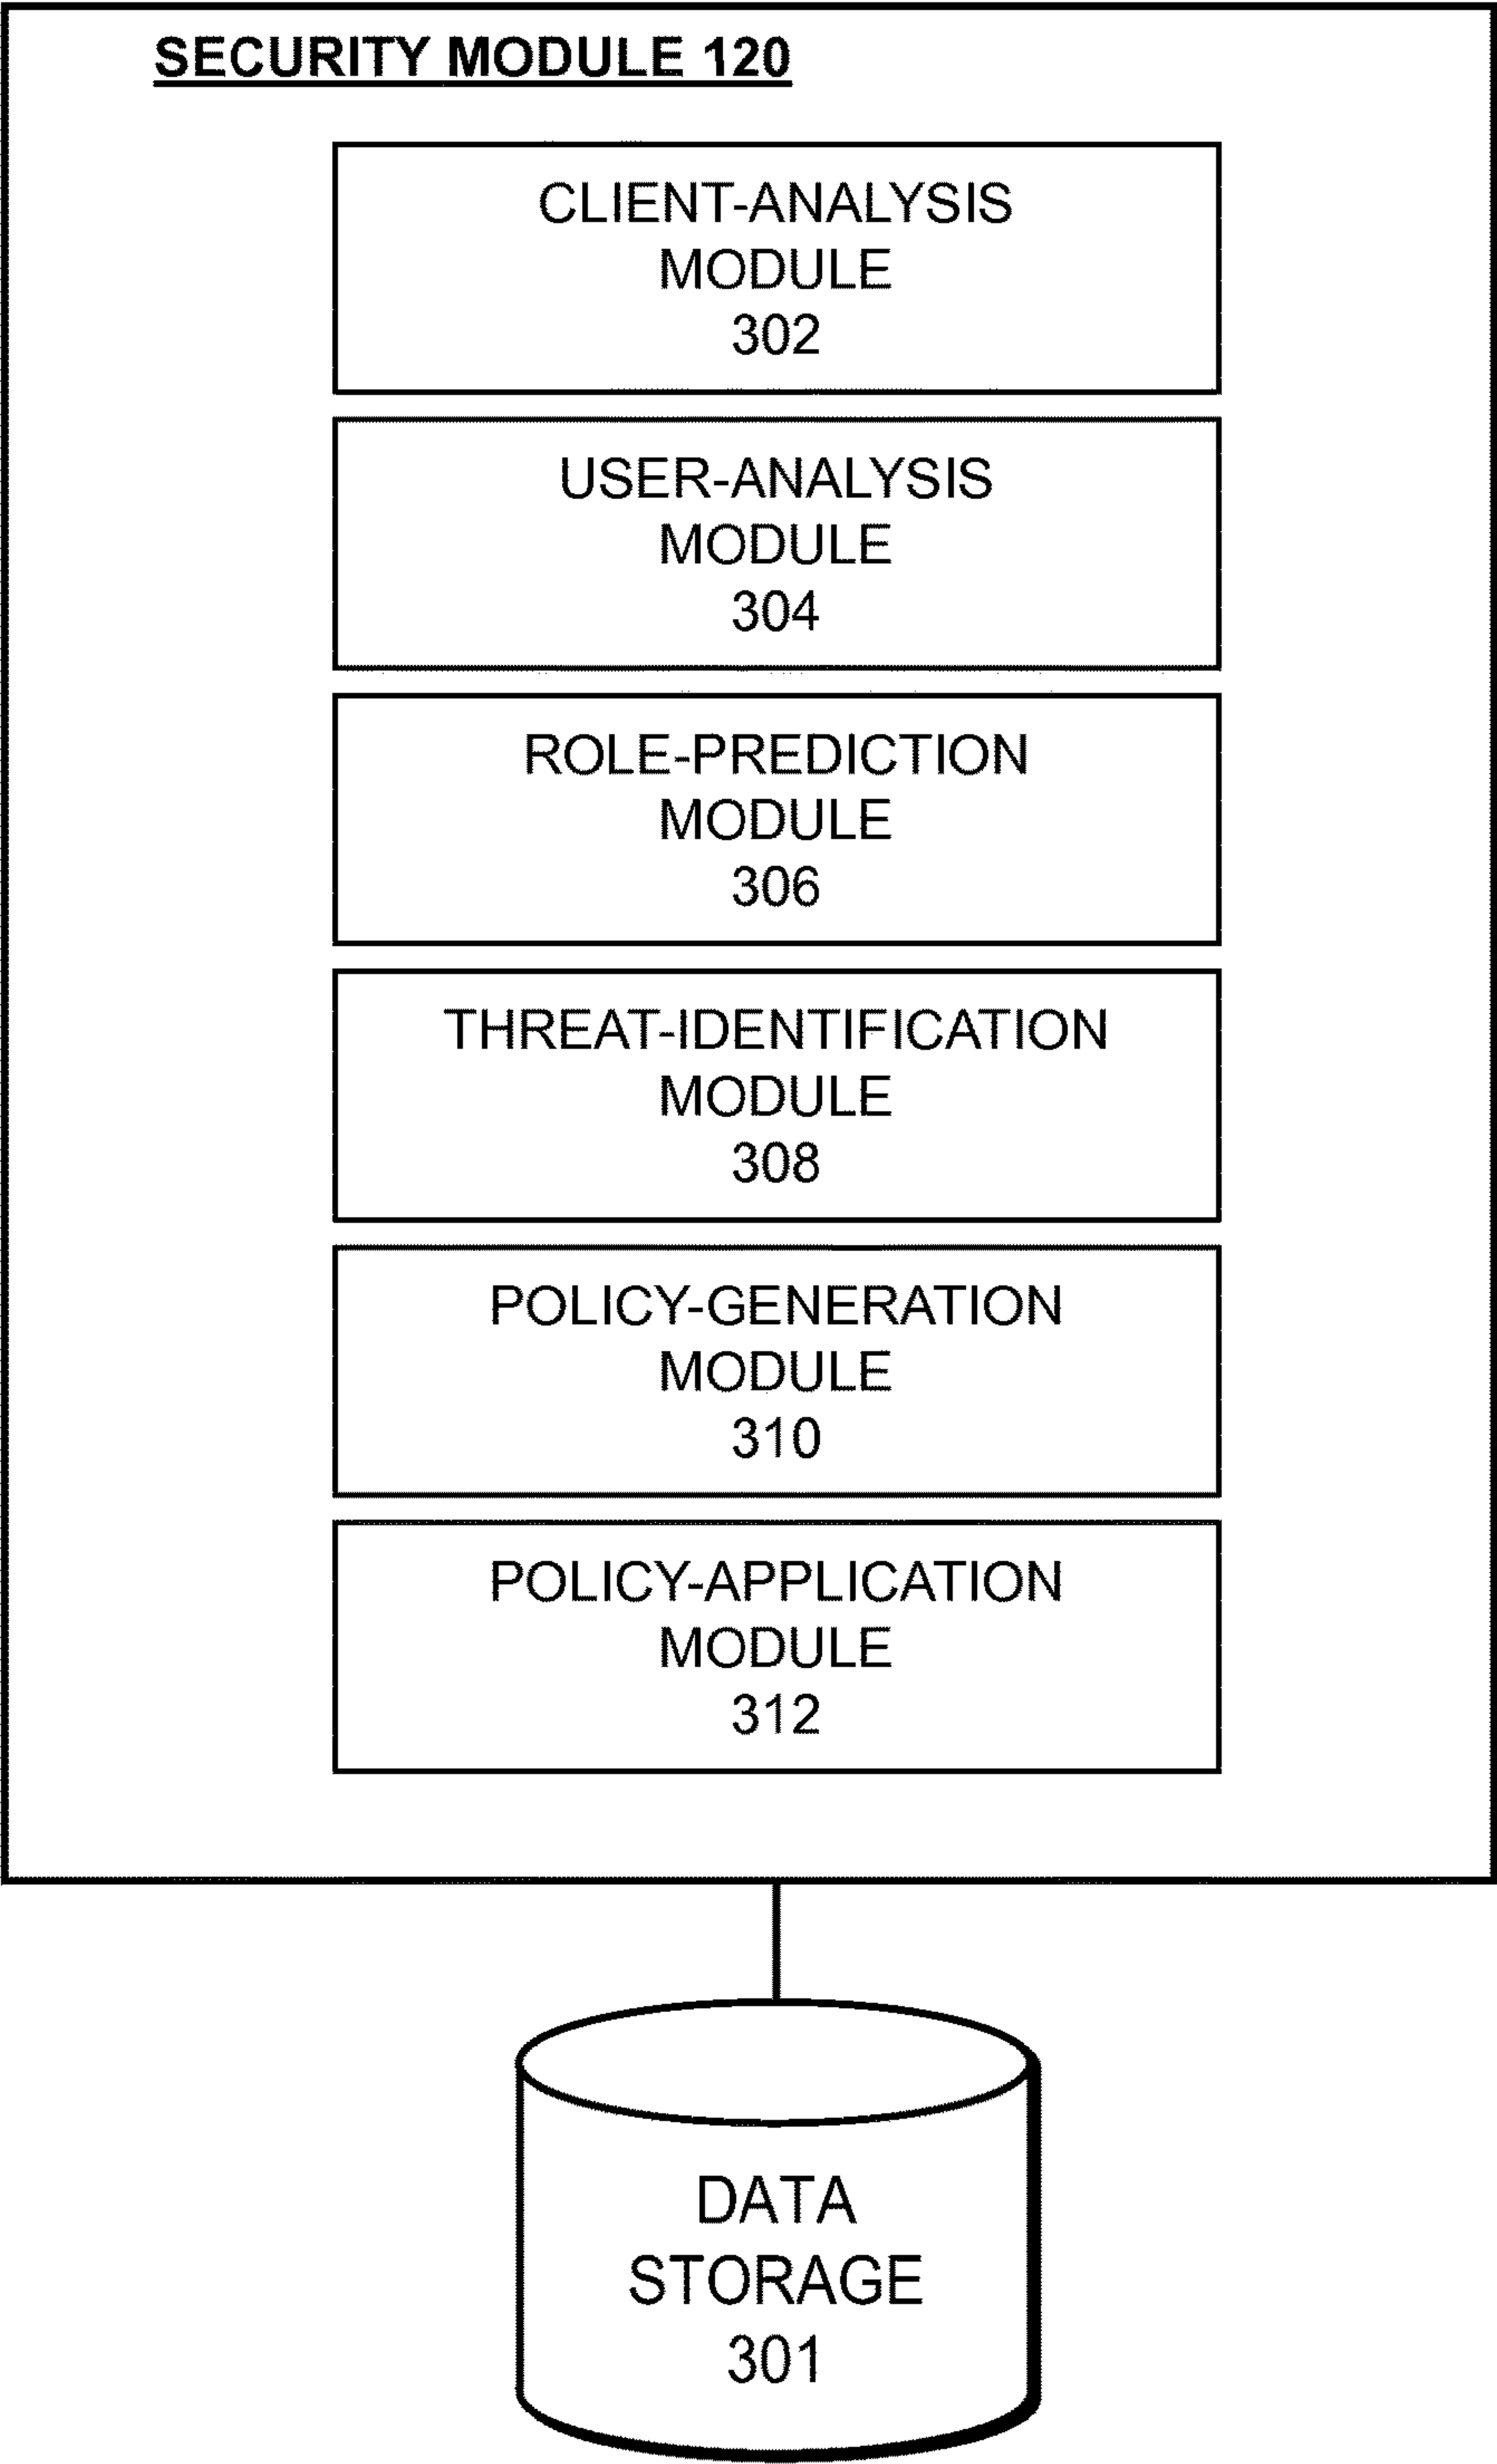 SECURITY MODULE 120
CLIENT-ANALYSIS
MODULE
302
USER-ANALYSIS
MODULE
304
ROLE-PREDICTION
MODULE
306
THREAT-IDENTIFICATION
MODULE
308
POLICY-GENERATION
MODULE
310
POLICY-APPLICATION
MODULE
312
DATA
STORAGE
301